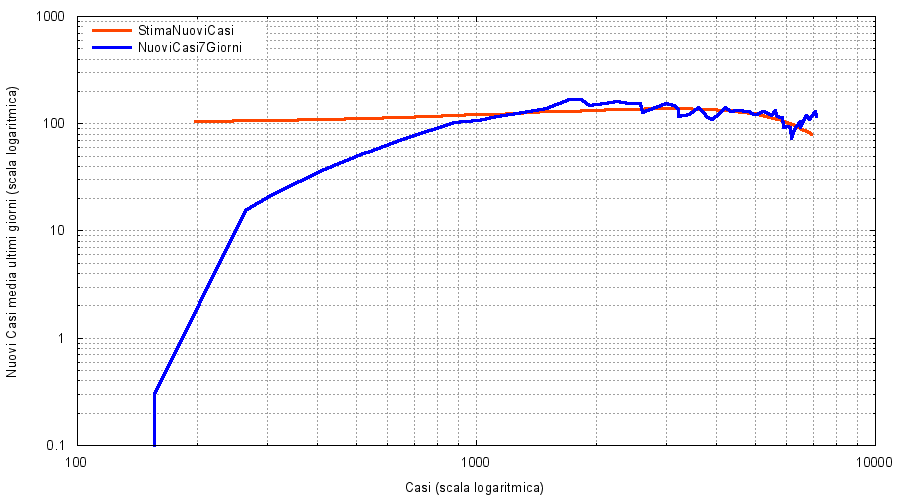 1000
StimaNuoviCasi
NuoviCasi7Giorni
100
10
1
0.1
Nuovi Casi media ultimi giorni (scala logaritmica)
100
1000
10000
Casi (scala logaritmica)